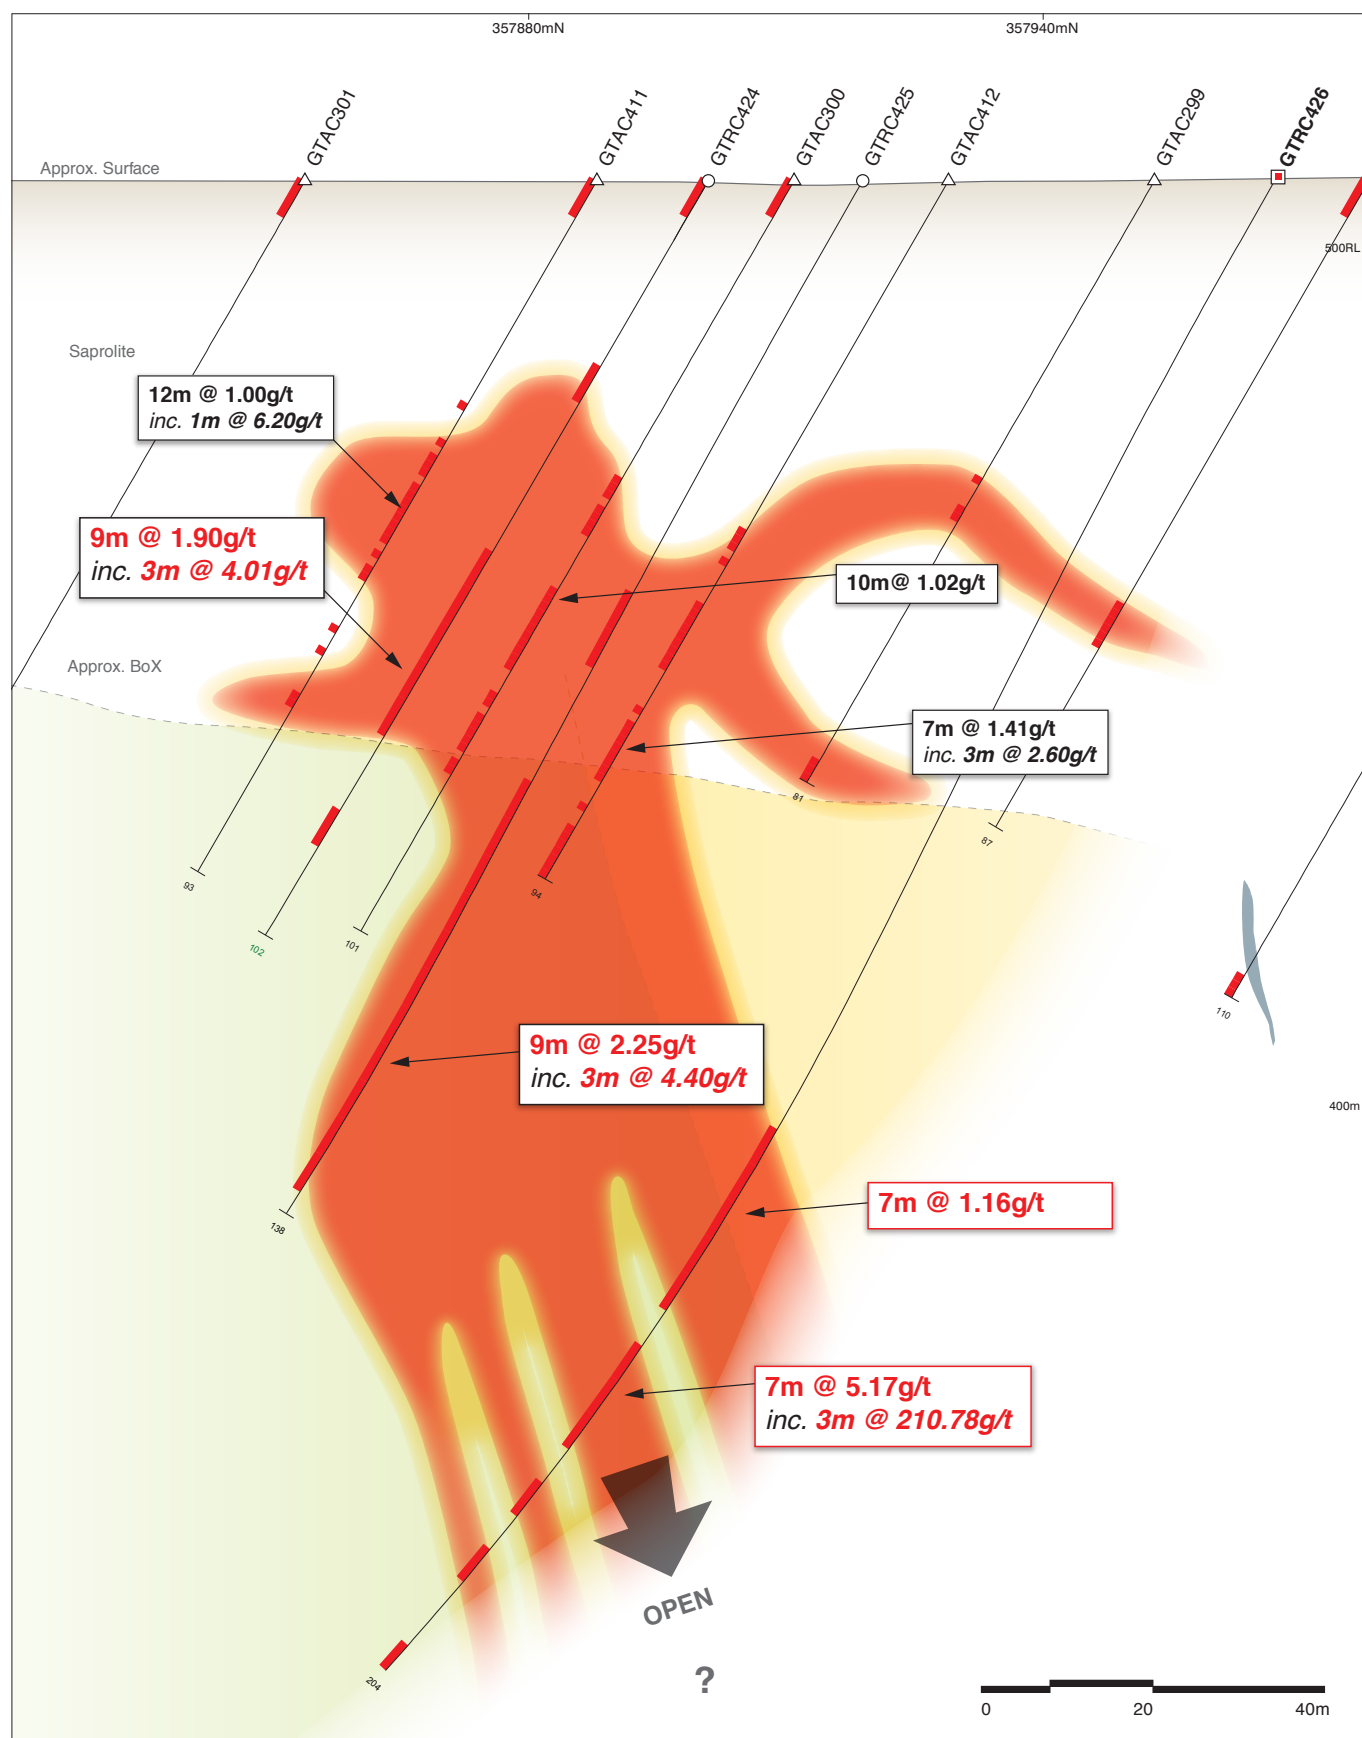 357880mN
357940mN
GTAC301
GTAC411
GTRC424
GTAC300
GTRC425
GTAC412
GTAC299
GTRC426
Approx. Surface
500RL
Saprolite
12m @ 1.00g/t
inc. 1m @ 6.20g/t
9m @ 1.90g/t
inc. 3m @ 4.01g/t
10m@ 1.02g/t
Approx. BoX
7m @ 1.41g/t
inc. 3m @ 2.60g/t
81
87
93
94
102
101
110
9m @ 2.25g/t
inc. 3m @ 4.40g/t
400m
7m @ 1.16g/t
138
7m @ 5.17g/t
inc. 3m @ 210.78g/t
OPEN
204
?
0 20 40m